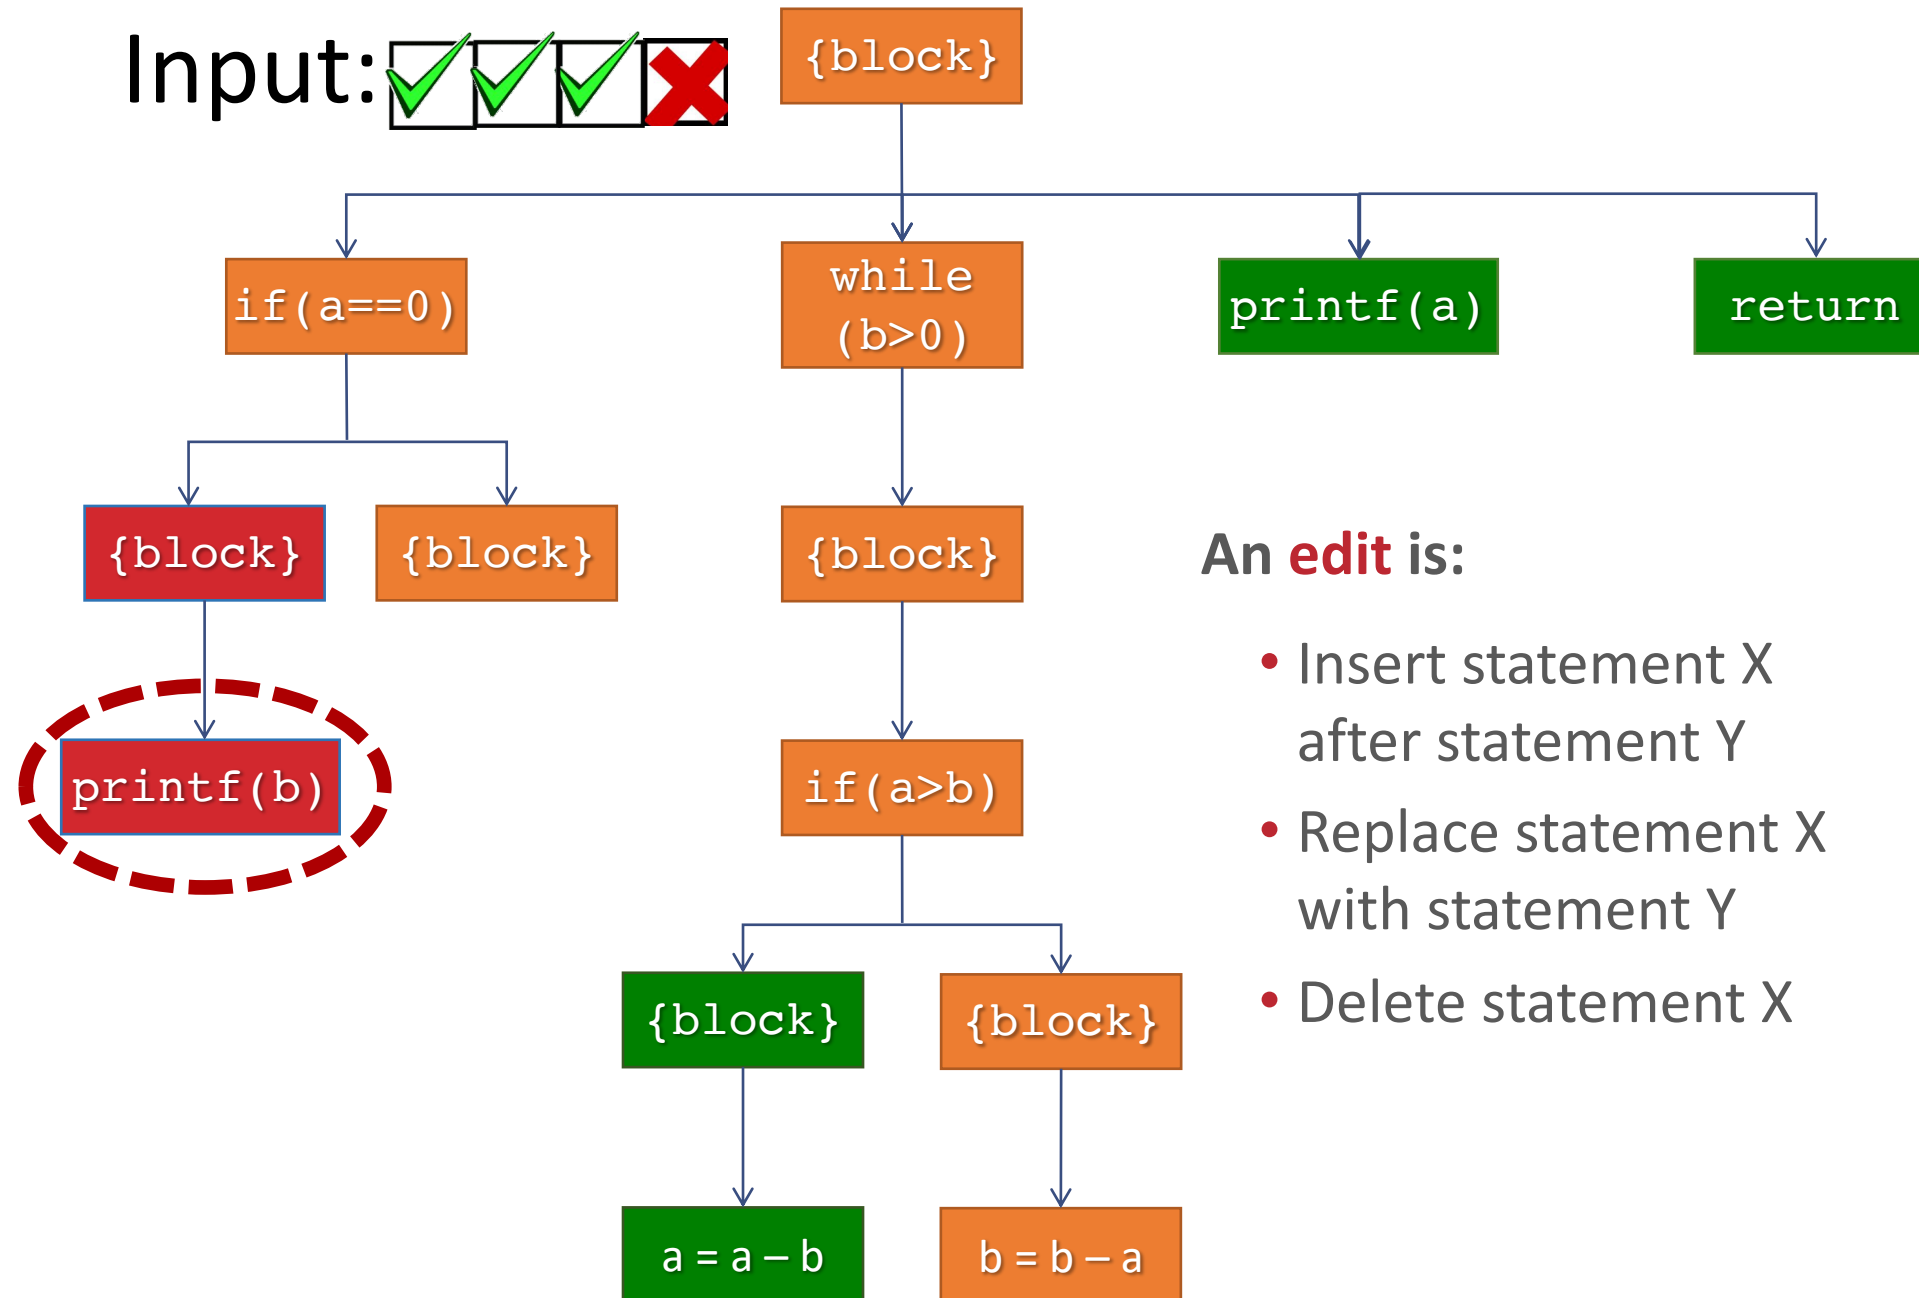 Input:
{block}
if(a==0)
while
(b>0)
printf(a)
return
{block}
{block}
{block}
printf(b)
if(a>b)
{block}
{block}
a = a – b
b = b – a
An edit is:
• Insert statement X
after statement Y
• Replace statement X
with statement Y
• Delete statement X